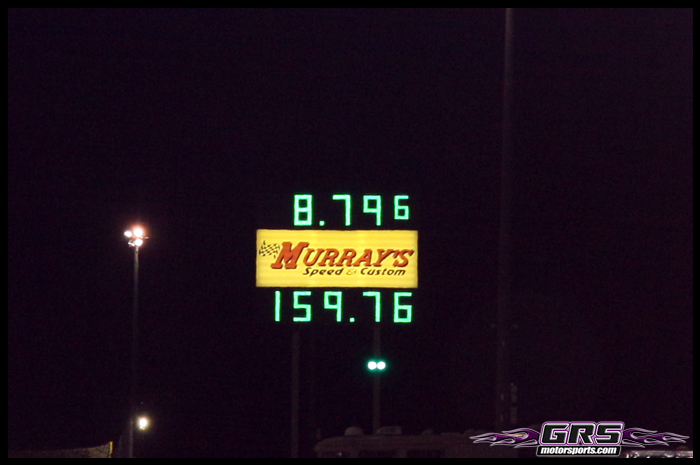 8.796
MURRAY'S
Speed & Custom
159.76
GRS
motorsports.com